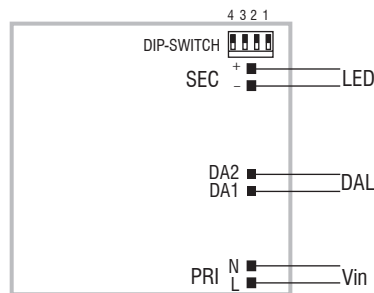 4 3 2 1
DIP-SWITCH
+
SEC
LED
–
DA2
DAL
DA1
N
PRI
Vin
L